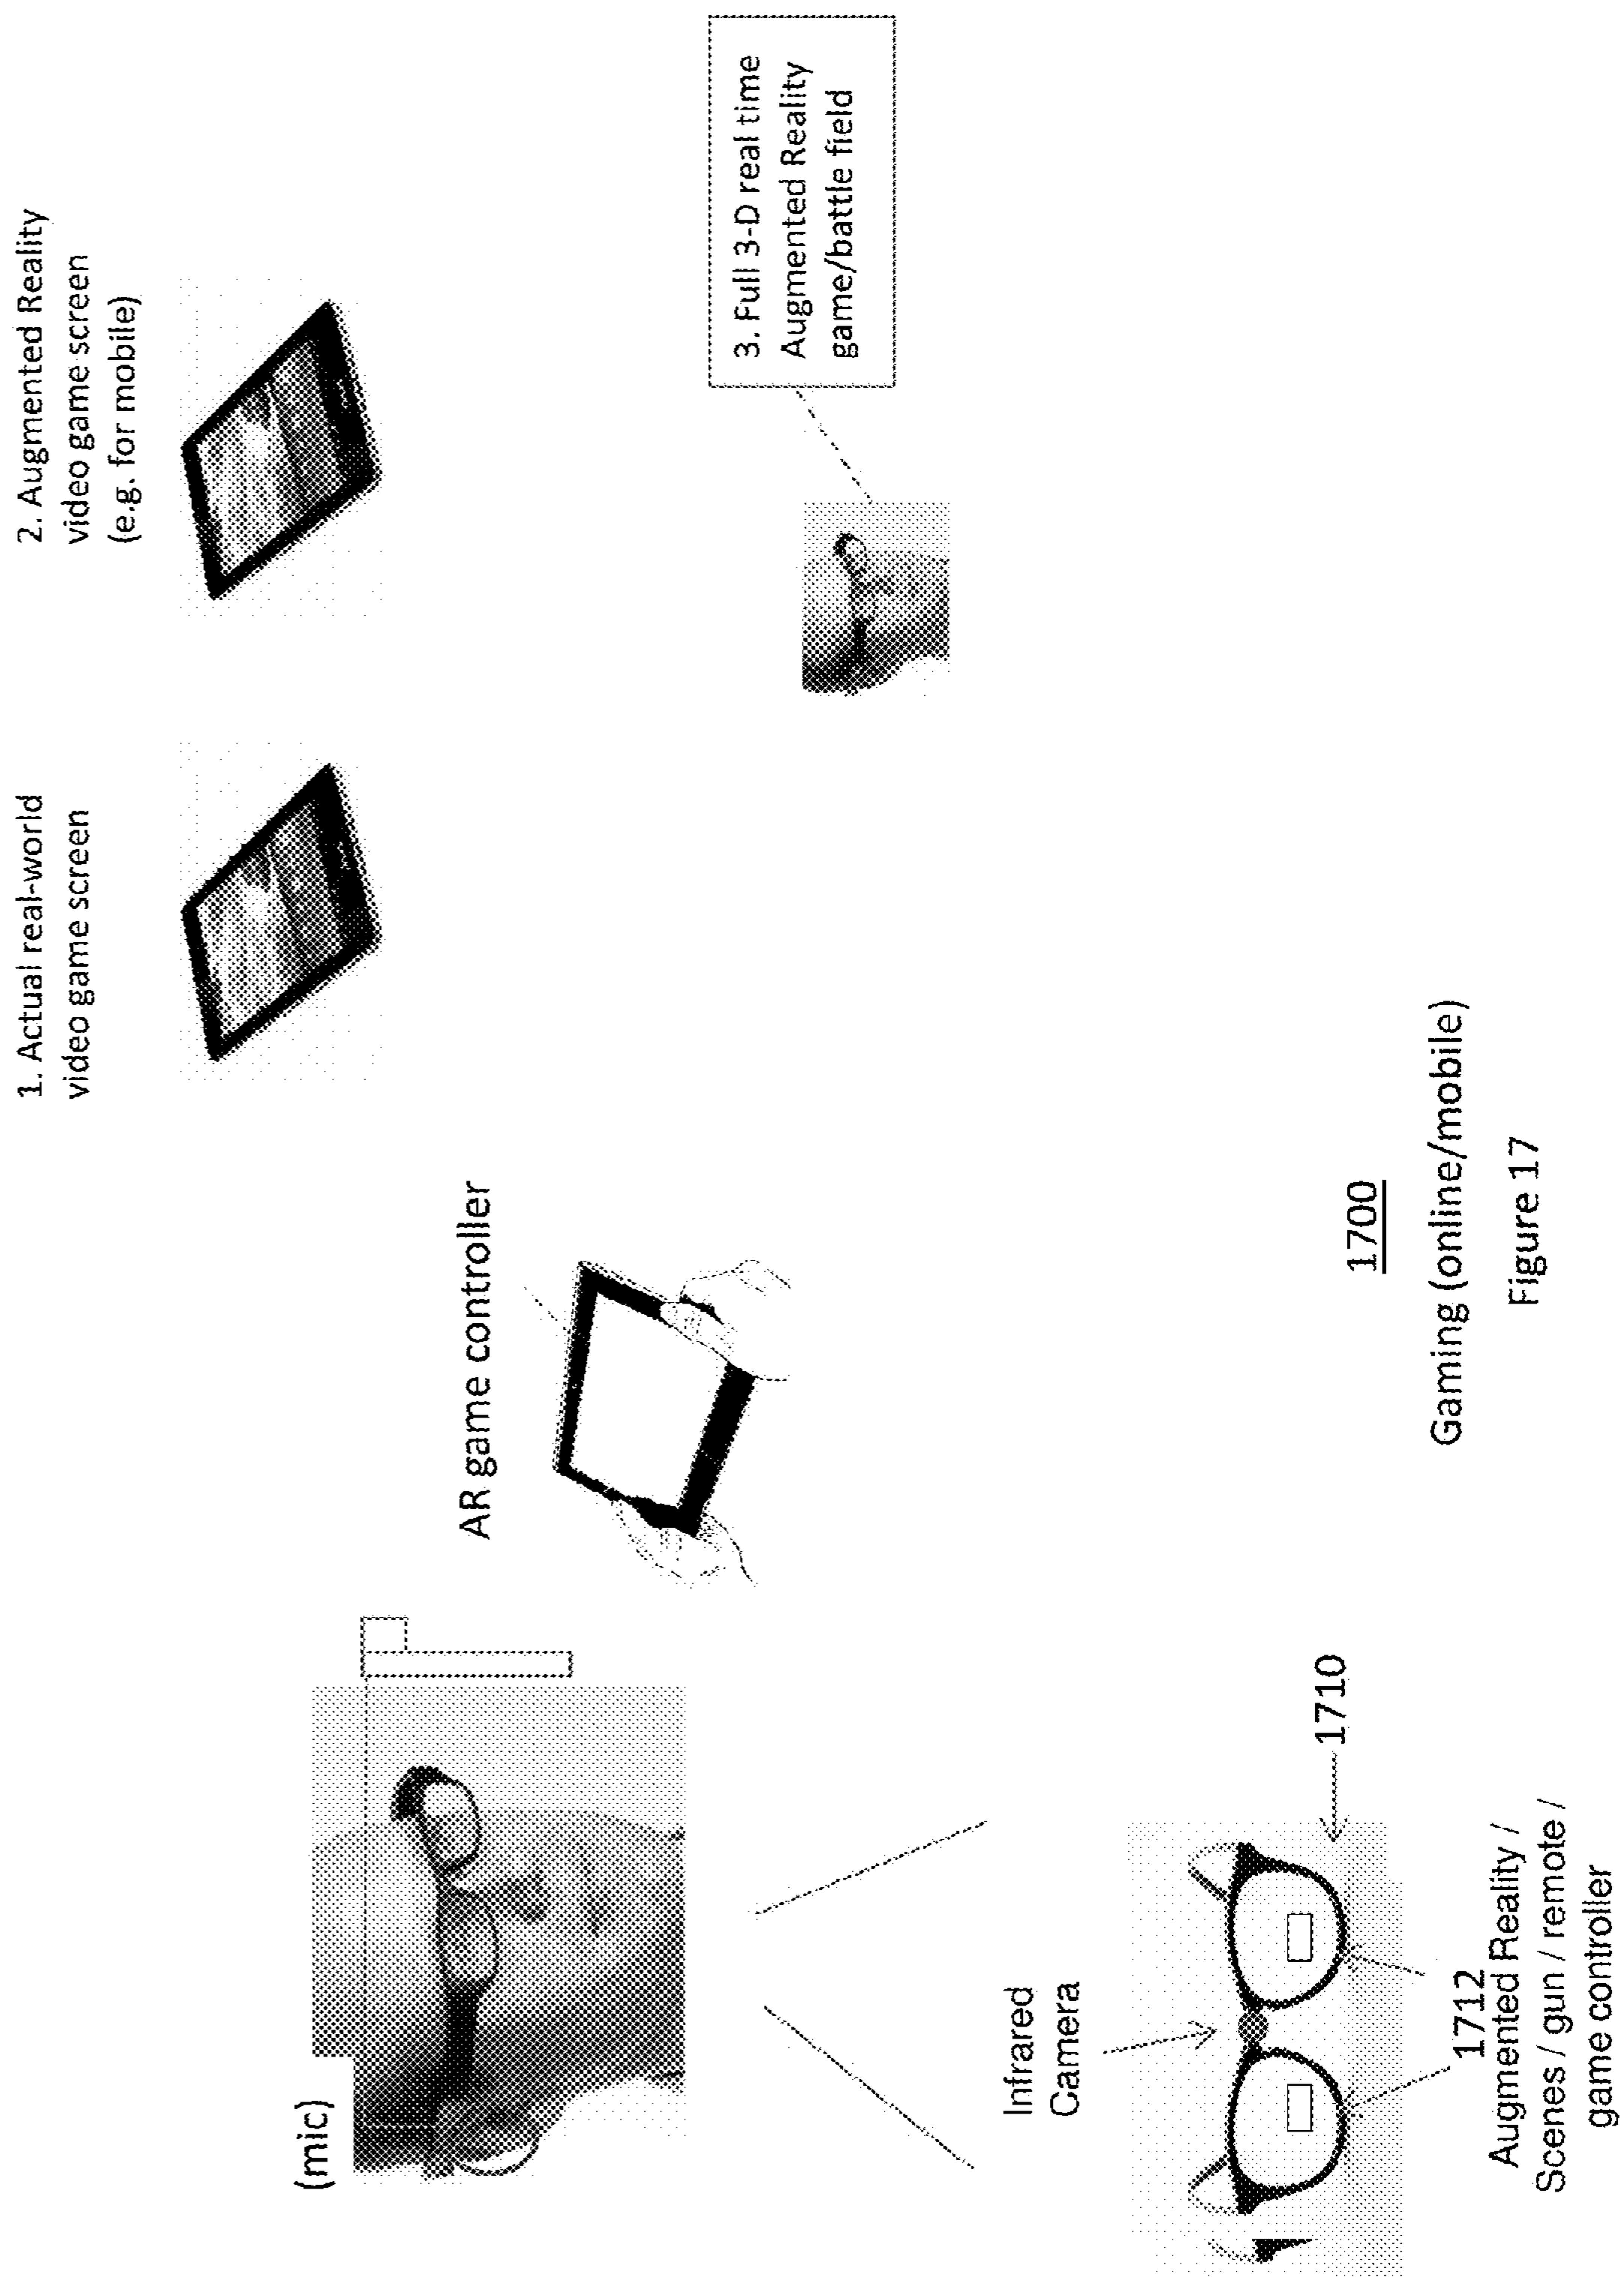 1. Actual real-world
video game screen
2. Augmented Reality
video game screen
(e.g. for mobile)
(mic)
AR game controller
3. Full 3-D real time
Augmented Reality
game/battle field
Infrared
Camera
1710
1712
Augmented Reality /
Scenes / gun / remote /
game controller
1700
Gaming (online/mobile)
Figure 17